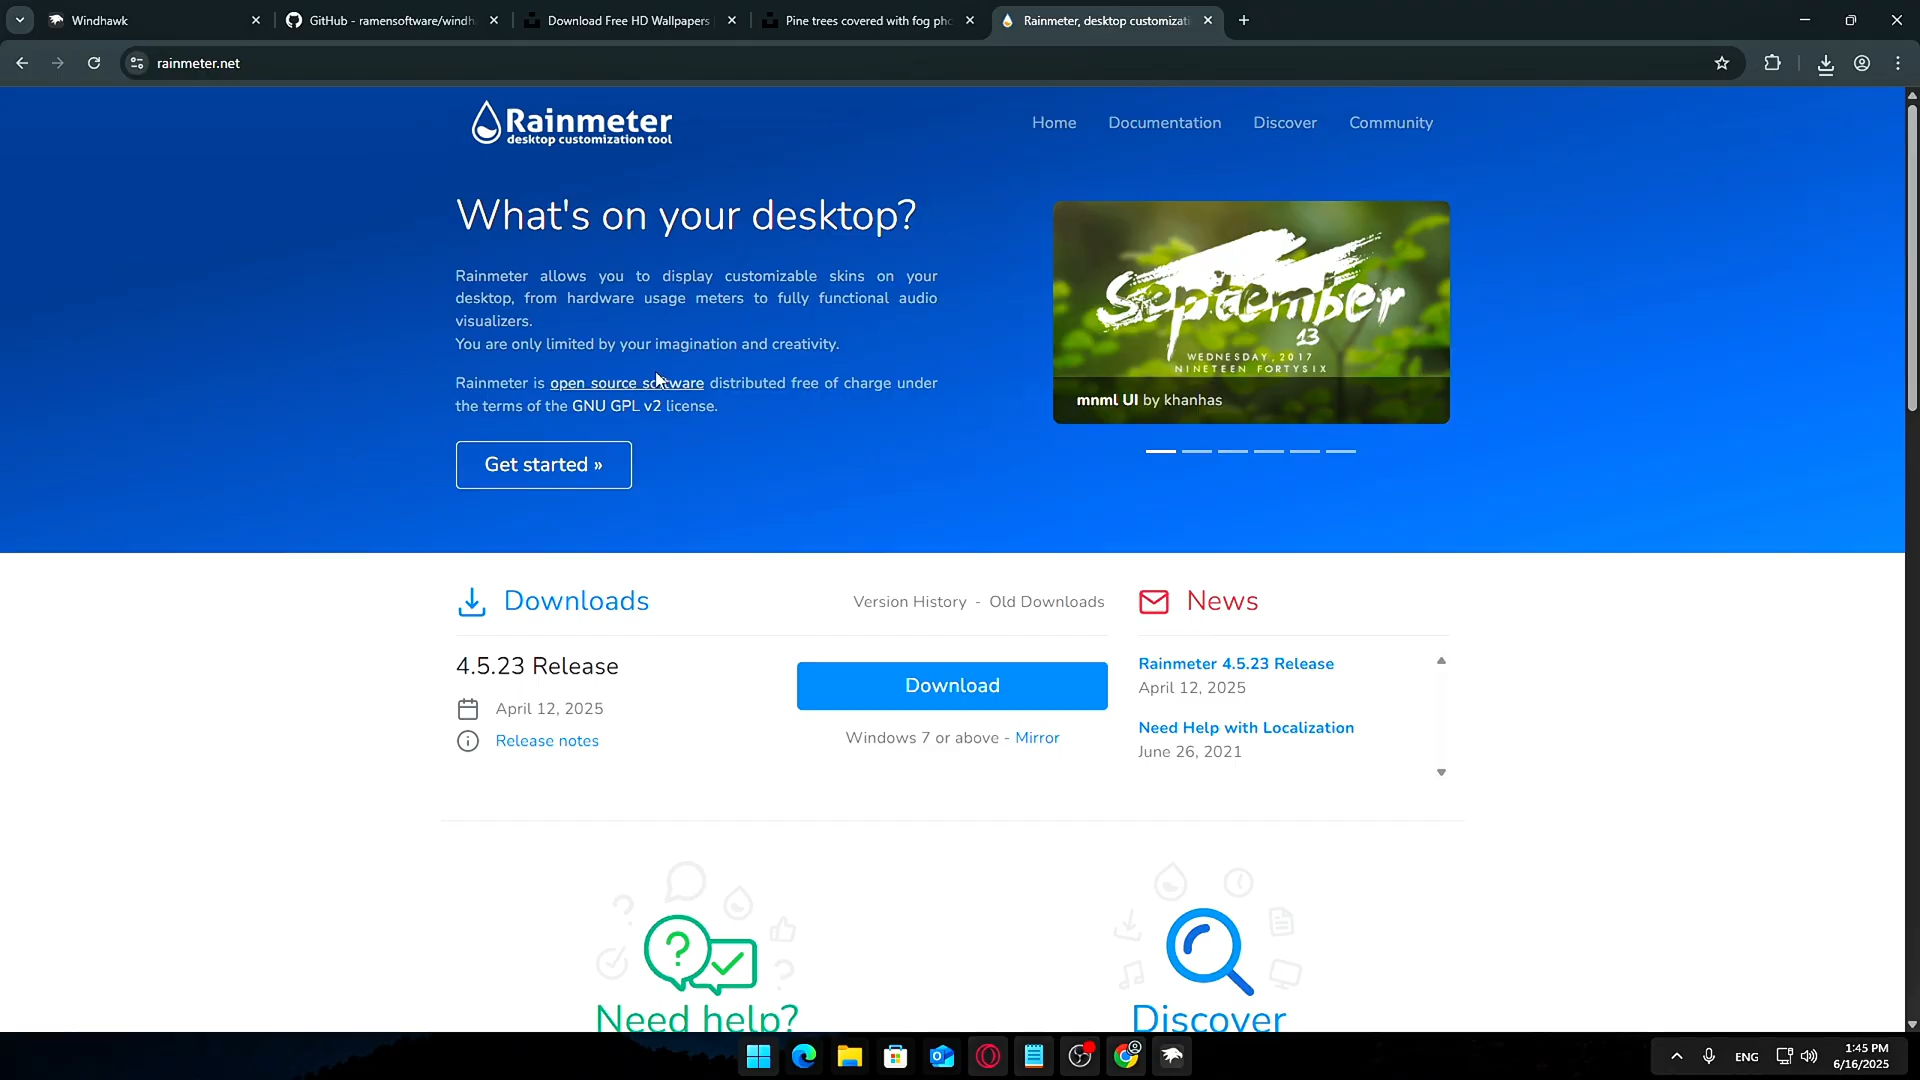 Windhawk
GitHub - ramensoftware/windh
Download Free HD Wallpapers
Pine trees covered with fog pho
Rainmeter, desktop customizati
rainmeter.net
Rainmeter
desktop customization tool
Home
Documentation
Discover
Community
What's on your desktop?
Rainmeter allows you to display customizable skins on your
desktop, from hardware usage meters to fully functional audio
visualizers.
You are only limited by your imagination and creativity.
Rainmeter is open source software distributed free of charge under
the terms of the GNU GPL v2 license.
Get started »
September
13
WEDNESDAY, 2017
NINETEEN FORTYSIX
mnml UI by khanhas
Downloads
Version History - Old Downloads
4.5.23 Release
April 12, 2025
Release notes
Download
Windows 7 or above - Mirror
News
Rainmeter 4.5.23 Release
April 12, 2025
Need Help with Localization
June 26, 2021
Need help?
Discover
ENG
1:45 PM
6/16/2025